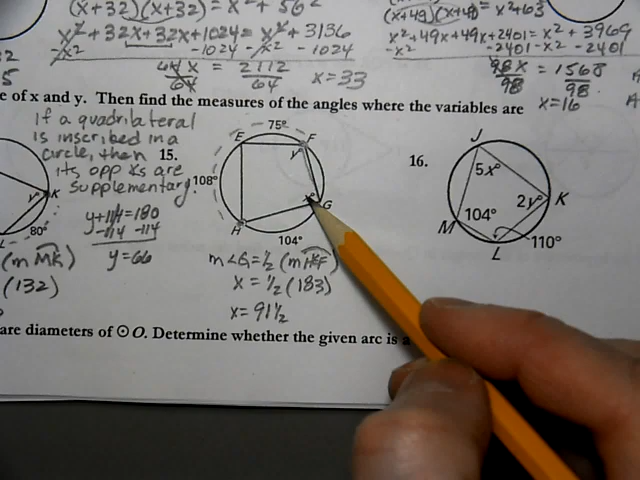 (x+32)(x+32) = x² + 56²
x² + 32x + 32x + 1024 = x² + 3136
-x² -1024 -x² -1024
64x = 2112
64 64
x = 33
(x+49)(x+49) = x² + 63²
x² + 49x + 49x + 2401 = x² + 3969
-x² -2401 -x² -2401
98x = 1568
98 98
x = 16
e of x and y. Then find the measures of the angles where the variables are
If a quadrilateral
is inscribed in a
circle, then
its opp ∠s are
supplementary.
y + 114 = 180
-114 -114
y = 66
K
y°
80°
L
(m MK)
(132)
15.
E
75°
F
y°
108°
x°
G
H
104°
m∠G = ½ (m HEF)
x = ½ (183)
x = 91½
16.
J
5x°
K
2y°
104°
M
L
110°
are diameters of ⊙O. Determine whether the given arc is a